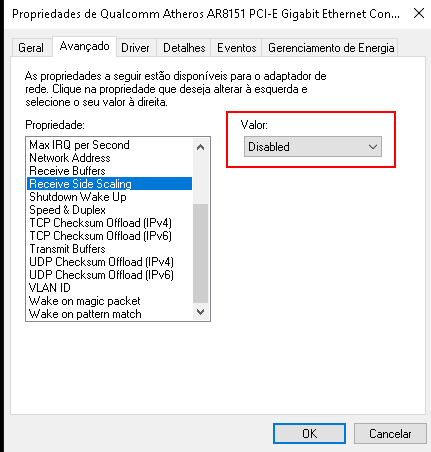 Propriedades de Qualcomm Atheros AR8151 PCI-E Gigabit Ethernet Con...
Geral Avançado Driver Detalhes Eventos Gerenciamento de Energia
As propriedades a seguir estão disponíveis para o adaptador de
rede. Clique na propriedade que deseja alterar à esquerda e
selecione o seu valor à direita.
Propriedade:
Valor:
Max IRQ per Second
Network Address
Receive Buffers
Receive Side Scaling
Shutdown Wake Up
Speed & Duplex
TCP Checksum Offload (IPv4)
TCP Checksum Offload (IPv6)
Transmit Buffers
UDP Checksum Offload (IPv4)
UDP Checksum Offload (IPv6)
VLAN ID
Wake on magic packet
Wake on pattern match
Disabled
OK
Cancelar